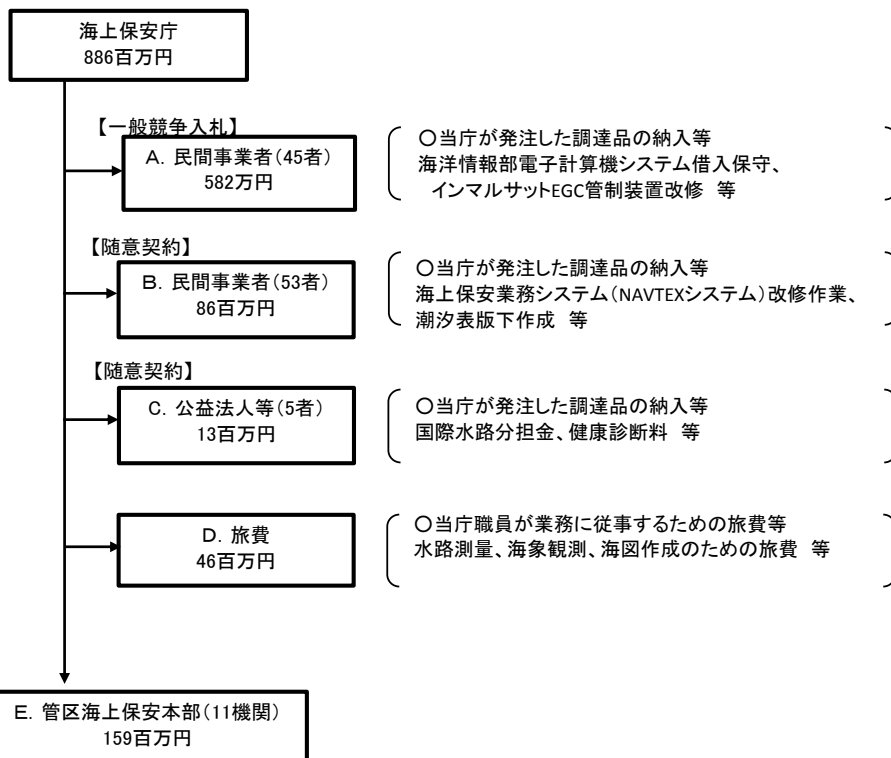 海上保安庁
886百万円
【一般競争入札】
A．民間事業者（45者）
582万円
〇当庁が発注した調達品の納入等
海洋情報部電子計算機システム借入保守、
インマルサットEGC管制装置改修　等
【随意契約】
B．民間事業者（53者）
86百万円
〇当庁が発注した調達品の納入等
海上保安業務システム（NAVTEXシステム）改修作業、
潮汐表版下作成　等
【随意契約】
C．公益法人等（5者）
13百万円
〇当庁が発注した調達品の納入等
国際水路分担金、健康診断料　等
D．旅費
46百万円
〇当庁職員が業務に従事するための旅費等
水路測量、海象観測、海図作成のための旅費　等
E．管区海上保安本部（11機関）
159百万円